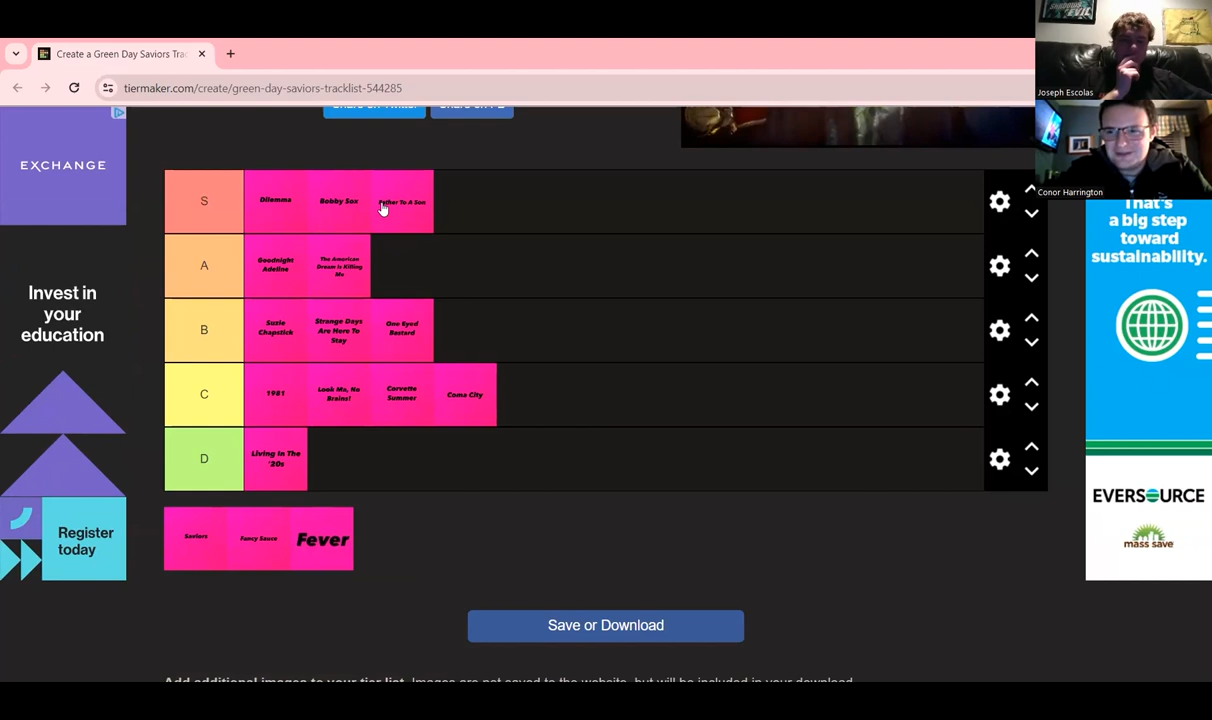 Create a Green Day Saviors Tra
tiermaker.com/create/green-day-saviors-tracklist-544285
EXCHANGE
Invest in
your
education
Register
today
S
Dilemma
Bobby Sox
Father To A Son
A
Goodnight
Adeline
The American
Dream Is Killing
Me
B
Suzie
Chapstick
Strange Days
Are Here To
Stay
One Eyed
Bastard
C
1981
Look Ma, No
Brains!
Corvette
Summer
Coma City
D
Living In The
'20s
Saviors
Fancy Sauce
Fever
Save or Download
Joseph Escolas
Conor Harrington
That's
a big step
toward
sustainability.
EVERSOURCE
mass save